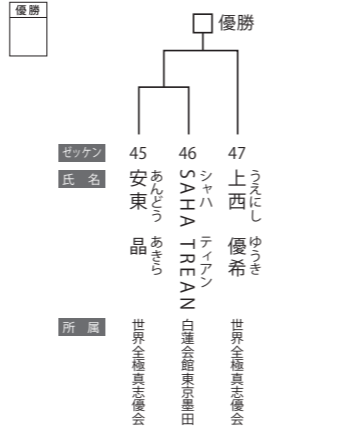 優勝
優勝
ゼッケン 45 46 47
氏 名
安東 晶
あんどう あきら
SAHA TREAN
シャハ ティアン
上西 優希
うえにし ゆうき
所 属
世界全極真志優会
白蓮会館東京墨田
世界全極真志優会